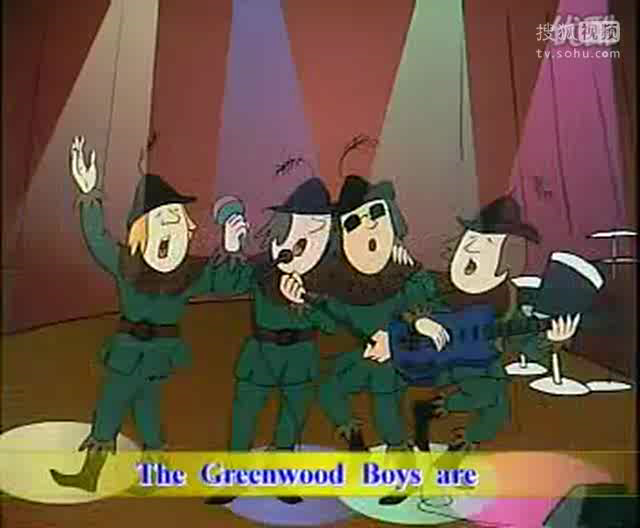 搜狐视频
tv.sohu.com
The Greenwood Boys are